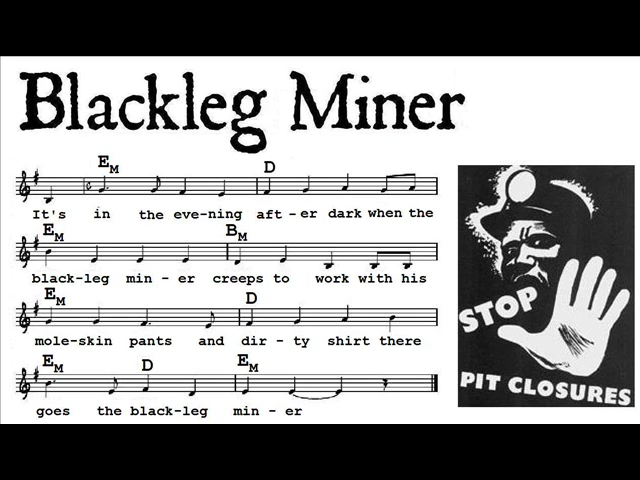 Blackleg Miner
EM D
It's in the eve-ning aft-er dark when the
EM BM
black-leg min-er creeps to work with his
EM D
mole-skin pants and dir-ty shirt there
EM D EM
goes the black-leg min-er
STOP
PIT CLOSURES